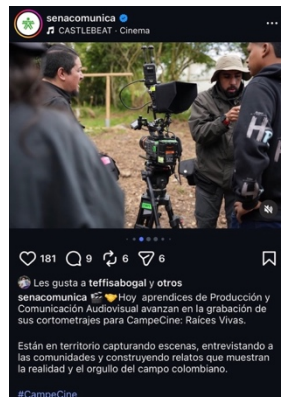 senacomunica
CASTLEBEAT · Cinema
181 9 6 6
Les gusta a teffisabogal y otros
senacomunica 🎬🤝Hoy aprendices de Producción y
Comunicación Audiovisual avanzan en la grabación de
sus cortometrajes para CampeCine: Raíces Vivas.
Están en territorio capturando escenas, entrevistando a
las comunidades y construyendo relatos que muestran
la realidad y el orgullo del campo colombiano.
#CampeCine